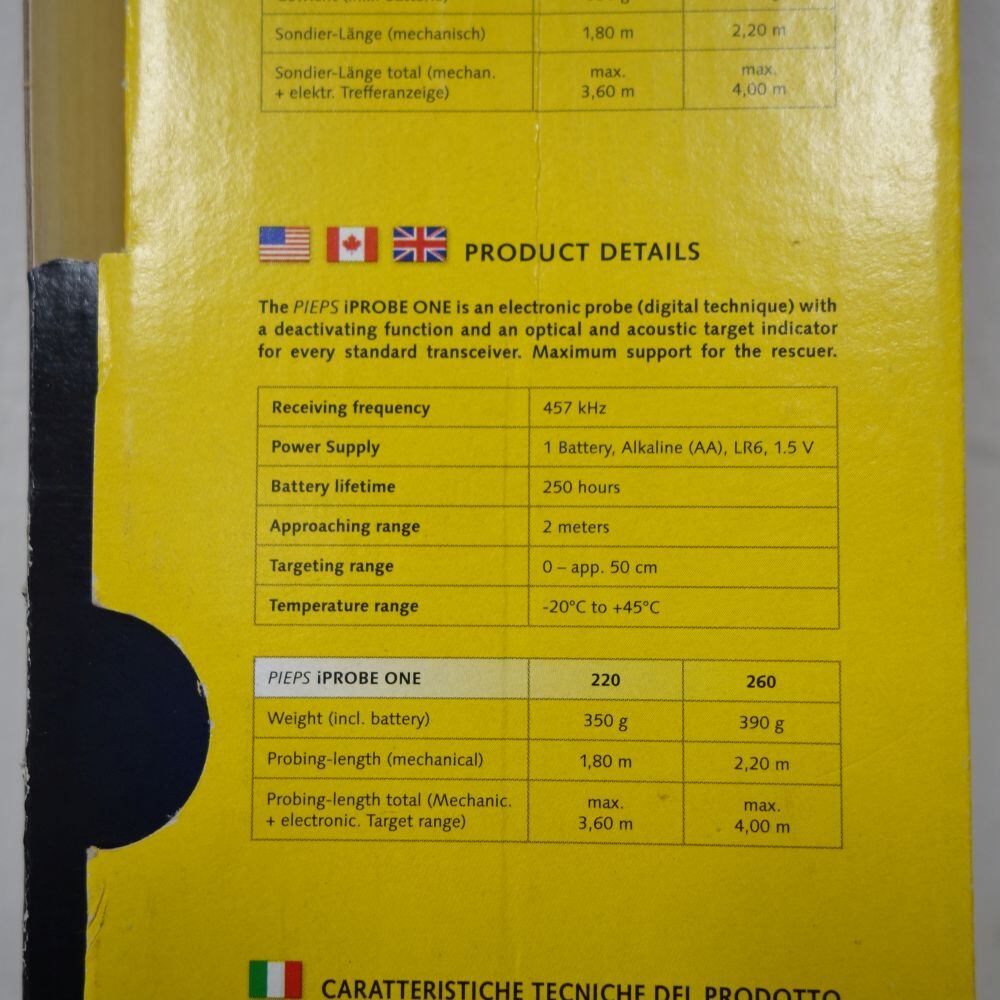 Sondier-Länge (mechanisch) 1,80 m 2,20 m
Sondier-Länge total (mechan. max. max.
+ elektr. Trefferanzeige) 3,60 m 4,00 m
PRODUCT DETAILS
The PIEPS iPROBE ONE is an electronic probe (digital technique) with
a deactivating function and an optical and acoustic target indicator
for every standard transceiver. Maximum support for the rescuer.
Receiving frequency 457 kHz
Power Supply 1 Battery, Alkaline (AA), LR6, 1.5 V
Battery lifetime 250 hours
Approaching range 2 meters
Targeting range 0 – app. 50 cm
Temperature range -20°C to +45°C
PIEPS iPROBE ONE 220 260
Weight (incl. battery) 350 g 390 g
Probing-length (mechanical) 1,80 m 2,20 m
Probing-length total (Mechanic. max. max.
+ electronic. Target range) 3,60 m 4,00 m
CARATTERISTICHE TECNICHE DEL PRODOTTO